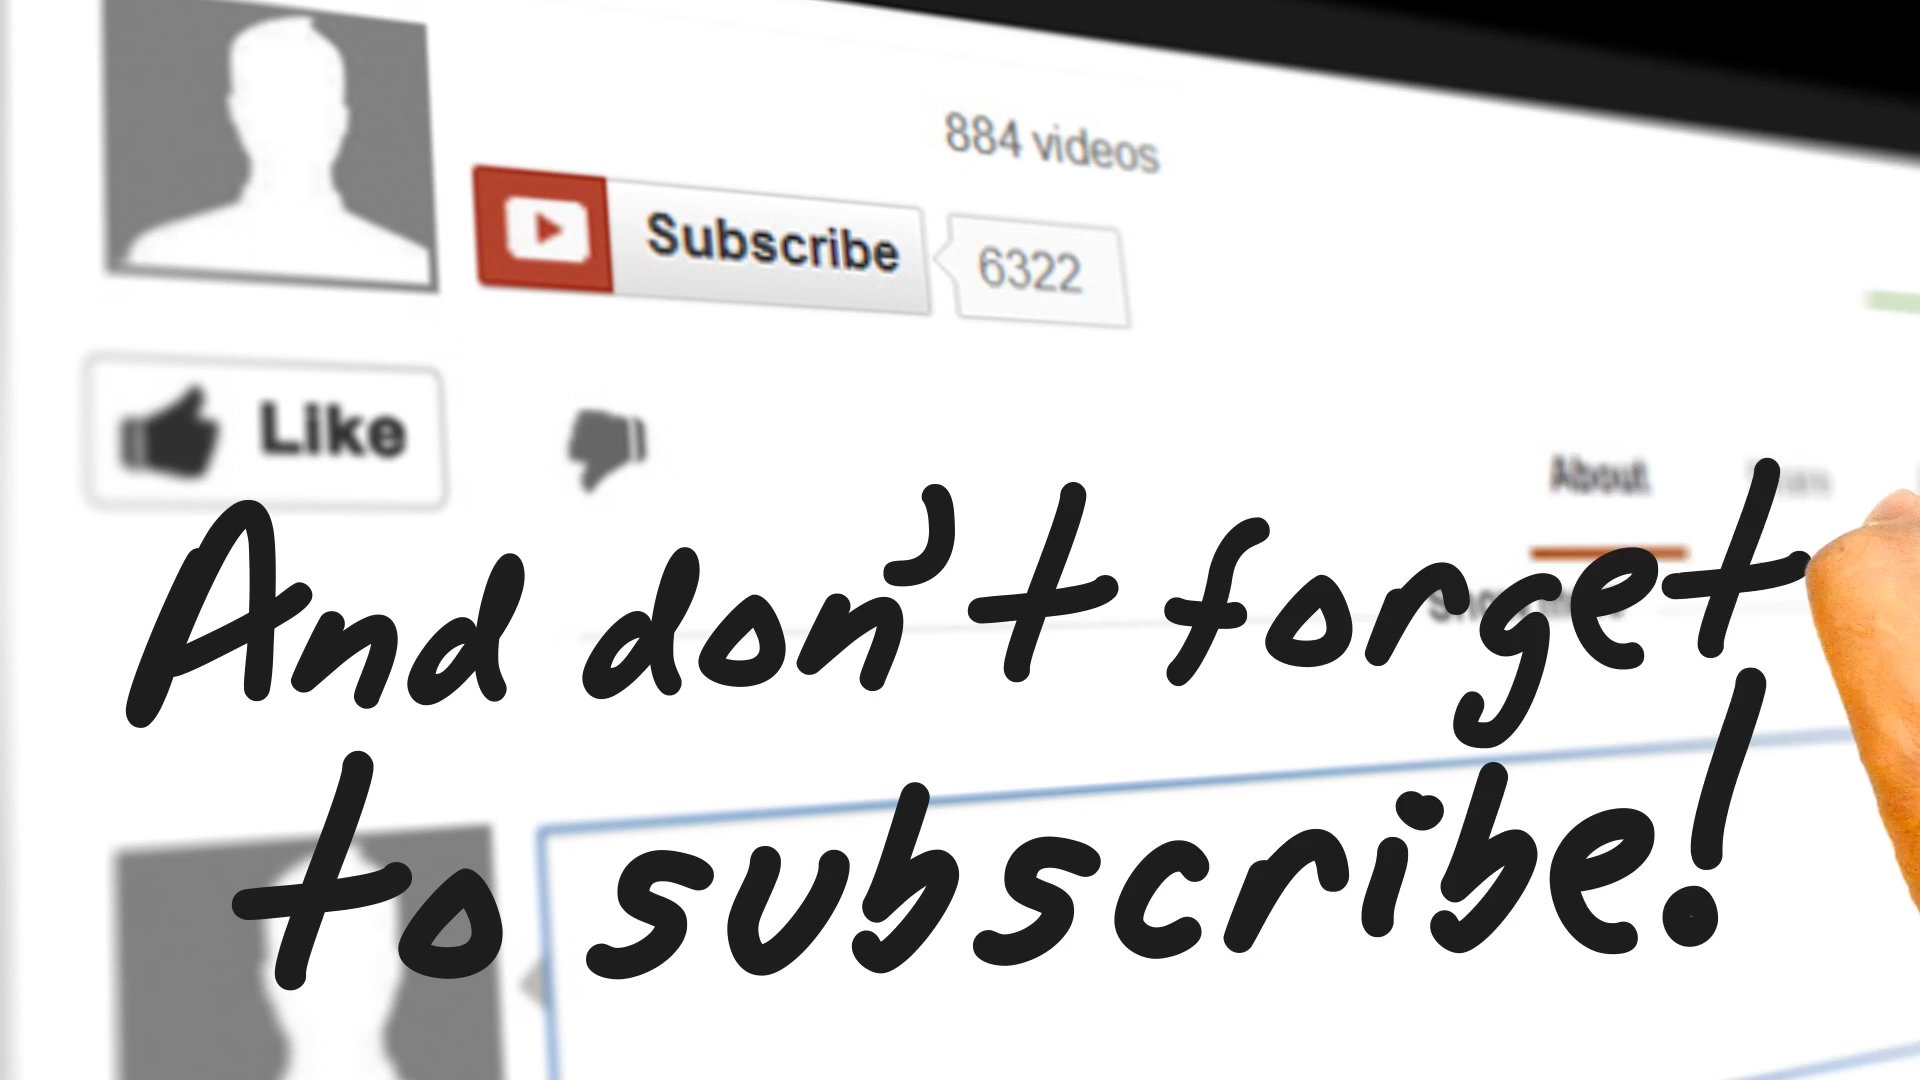 884 videos
Subscribe 6322
Like
About
And don't forget
to subscribe!